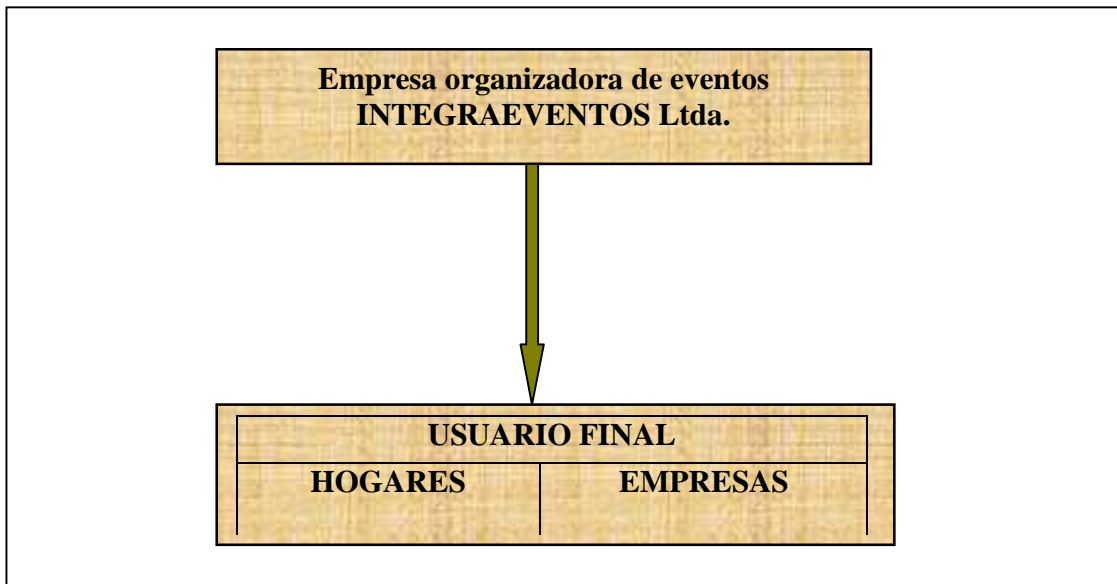 Empresa organizadora de eventos
INTEGRAEVENTOS Ltda.
USUARIO FINAL
HOGARES EMPRESAS